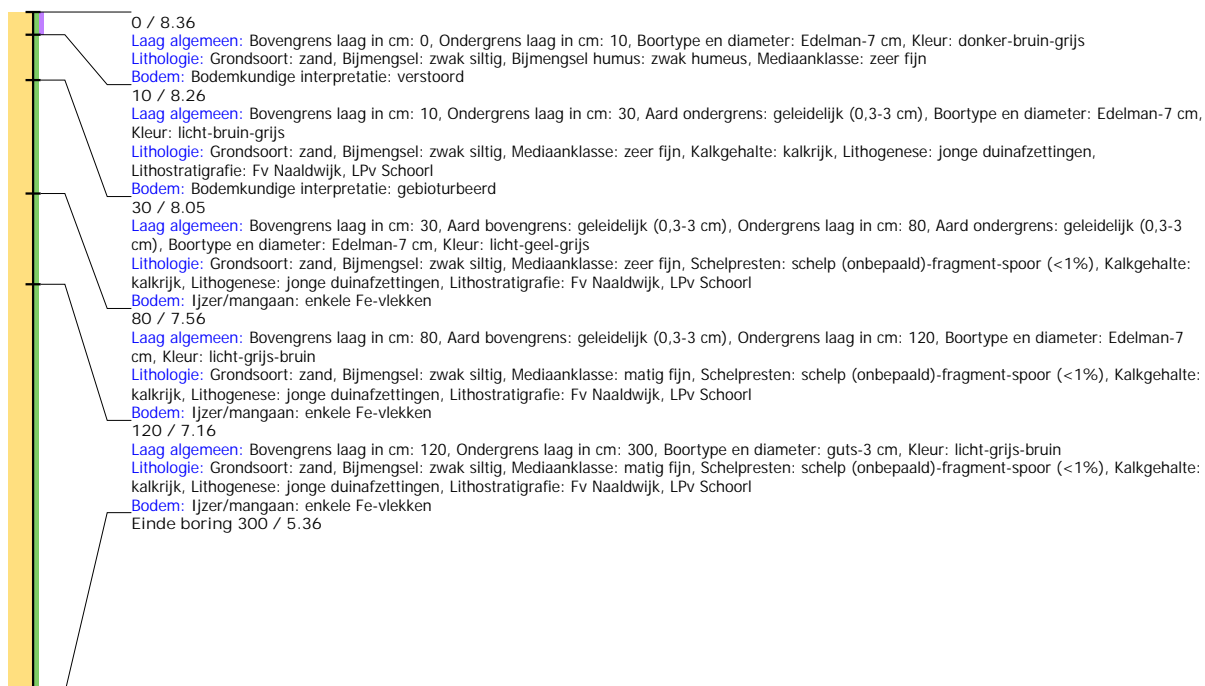 0 / 8.36
Laag algemeen: Bovengrens laag in cm: 0, Ondergrens laag in cm: 10, Boortype en diameter: Edelman-7 cm, Kleur: donker-bruin-grijs
Lithologie: Grondsoort: zand, Bijmengsel: zwak siltig, Bijmengsel humus: zwak humeus, Mediaanklasse: zeer fijn
Bodem: Bodemkundige interpretatie: verstoord
10 / 8.26
Laag algemeen: Bovengrens laag in cm: 10, Ondergrens laag in cm: 30, Aard ondergrens: geleidelijk (0,3-3 cm), Boortype en diameter: Edelman-7 cm,
Kleur: licht-bruin-grijs
Lithologie: Grondsoort: zand, Bijmengsel: zwak siltig, Mediaanklasse: zeer fijn, Kalkgehalte: kalkrijk, Lithogenese: jonge duinafzettingen,
Lithostratigrafie: Fv Naaldwijk, LPv Schoorl
Bodem: Bodemkundige interpretatie: gebioturbeerd
30 / 8.05
Laag algemeen: Bovengrens laag in cm: 30, Aard bovengrens: geleidelijk (0,3-3 cm), Ondergrens laag in cm: 80, Aard ondergrens: geleidelijk (0,3-3
cm), Boortype en diameter: Edelman-7 cm, Kleur: licht-geel-grijs
Lithologie: Grondsoort: zand, Bijmengsel: zwak siltig, Mediaanklasse: zeer fijn, Schelpresten: schelp (onbepaald)-fragment-spoor (<1%), Kalkgehalte:
kalkrijk, Lithogenese: jonge duinafzettingen, Lithostratigrafie: Fv Naaldwijk, LPv Schoorl
Bodem: Ijzer/mangaan: enkele Fe-vlekken
80 / 7.56
Laag algemeen: Bovengrens laag in cm: 80, Aard bovengrens: geleidelijk (0,3-3 cm), Ondergrens laag in cm: 120, Boortype en diameter: Edelman-7
cm, Kleur: licht-grijs-bruin
Lithologie: Grondsoort: zand, Bijmengsel: zwak siltig, Mediaanklasse: matig fijn, Schelpresten: schelp (onbepaald)-fragment-spoor (<1%), Kalkgehalte:
kalkrijk, Lithogenese: jonge duinafzettingen, Lithostratigrafie: Fv Naaldwijk, LPv Schoorl
Bodem: Ijzer/mangaan: enkele Fe-vlekken
120 / 7.16
Laag algemeen: Bovengrens laag in cm: 120, Ondergrens laag in cm: 300, Boortype en diameter: guts-3 cm, Kleur: licht-grijs-bruin
Lithologie: Grondsoort: zand, Bijmengsel: zwak siltig, Mediaanklasse: matig fijn, Schelpresten: schelp (onbepaald)-fragment-spoor (<1%), Kalkgehalte:
kalkrijk, Lithogenese: jonge duinafzettingen, Lithostratigrafie: Fv Naaldwijk, LPv Schoorl
Bodem: Ijzer/mangaan: enkele Fe-vlekken
Einde boring 300 / 5.36